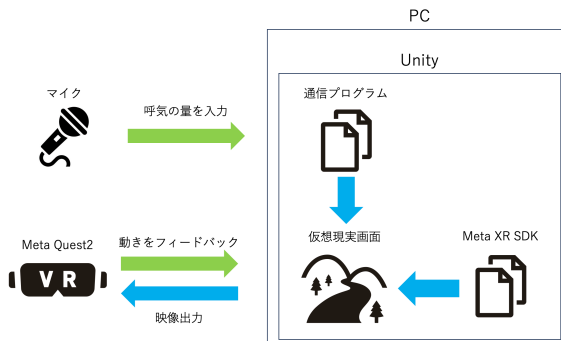 PC
Unity
マイク
呼気の量を入力
通信プログラム
Meta Quest2
動きをフィードバック
仮想現実画面
Meta XR SDK
VR
映像出力